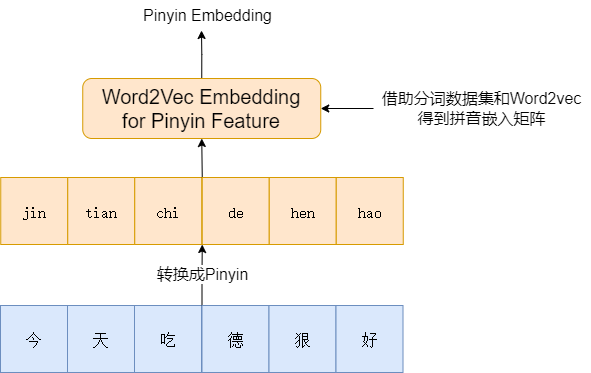 Pinyin Embedding
Word2Vec Embedding
for Pinyin Feature
借助分词数据集和Word2vec
得到拼音嵌入矩阵
jin tian chi de hen hao
转换成Pinyin
今 天 吃 德 狠 好